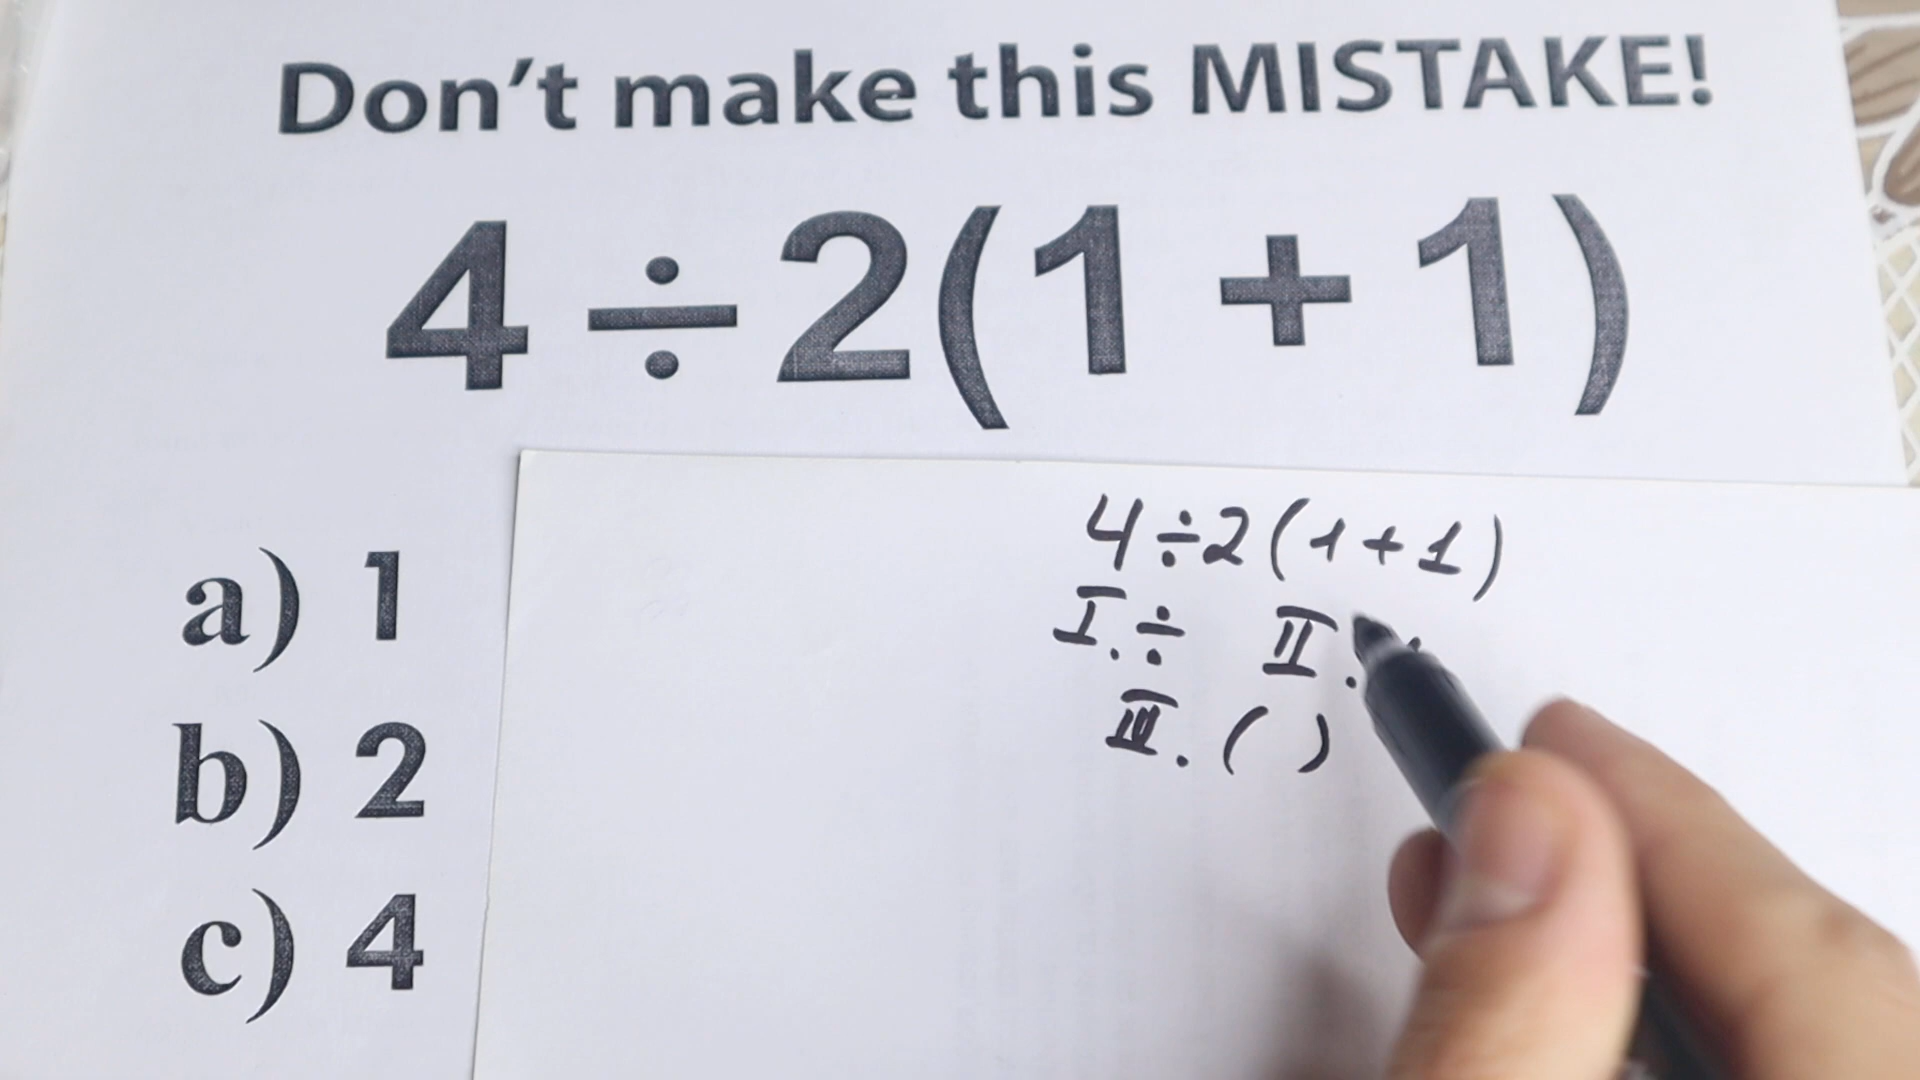 Don't make this MISTAKE!
4 ÷ 2(1 + 1)
a) 1
b) 2
c) 4
4÷2(1+1)
I. ÷ II.
III. ( )